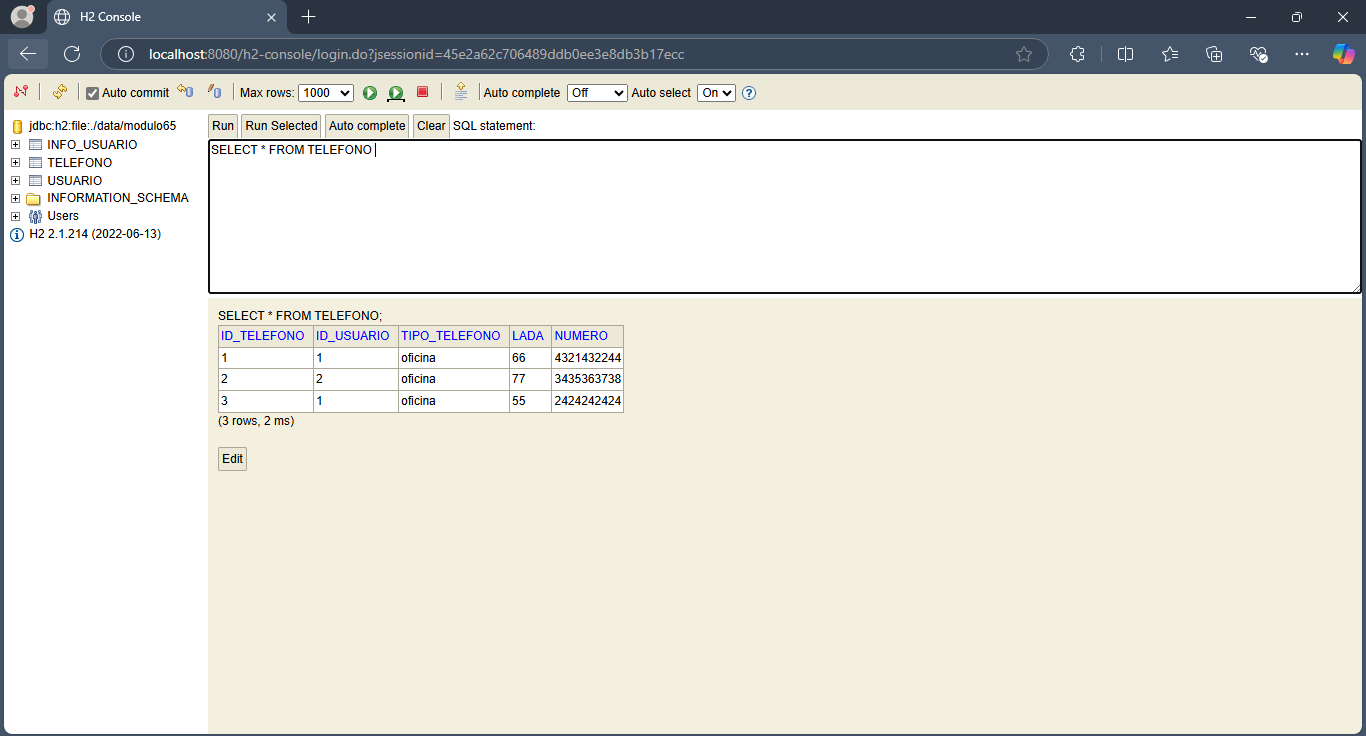 H2 Console
localhost:8080/h2-console/login.do?jsessionid=45e2a62c706489ddb0ee3e8db3b17ecc
Auto commit Max rows: 1000 Auto complete Off Auto select On
jdbc:h2:file:./data/modulo65
INFO_USUARIO
TELEFONO
USUARIO
INFORMATION_SCHEMA
Users
H2 2.1.214 (2022-06-13)
Run Run Selected Auto complete Clear SQL statement:
SELECT * FROM TELEFONO
SELECT * FROM TELEFONO;
ID_TELEFONO ID_USUARIO TIPO_TELEFONO LADA NUMERO
1 1 oficina 66 4321432244
2 2 oficina 77 3435363738
3 1 oficina 55 2424242424
(3 rows, 2 ms)
Edit